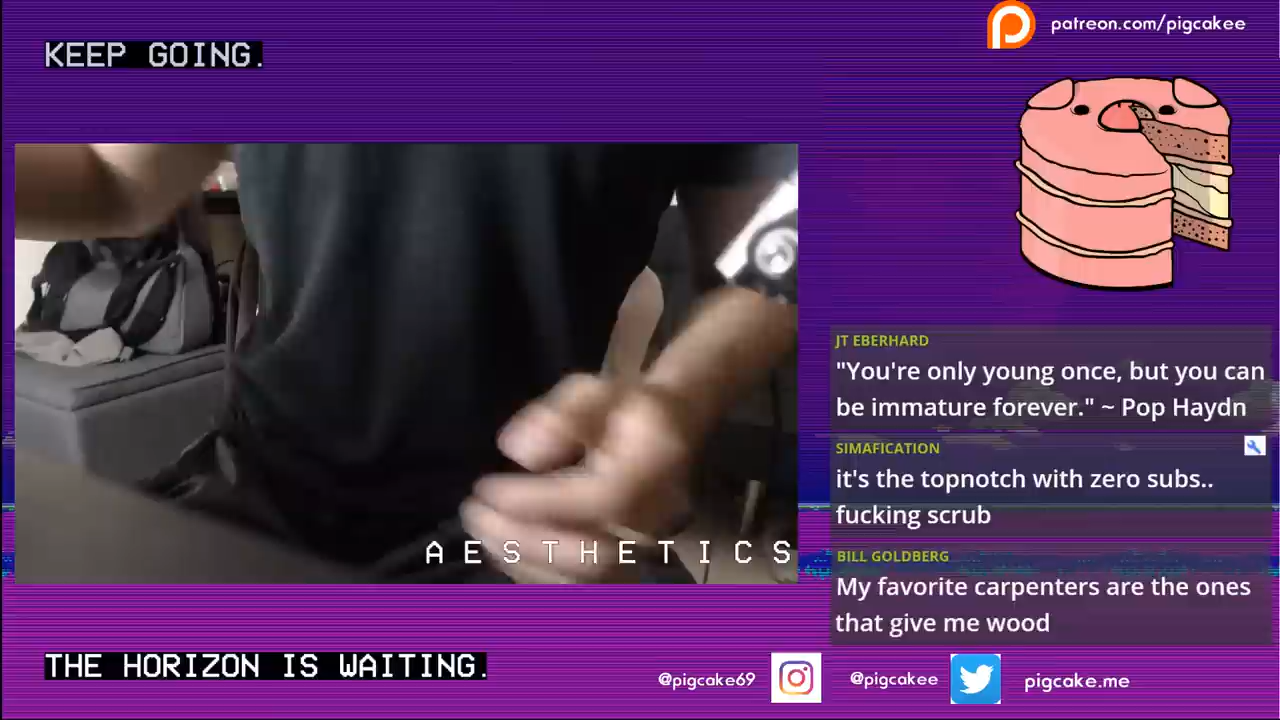 KEEP GOING.
patreon.com/pigcakee
JT EBERHARD
"You're only young once, but you can
be immature forever." ~ Pop Haydn
SIMAFICATION
it's the topnotch with zero subs..
fucking scrub
BILL GOLDBERG
My favorite carpenters are the ones
that give me wood
AESTHETICS
THE HORIZON IS WAITING.
@pigcake69
@pigcakee
pigcake.me